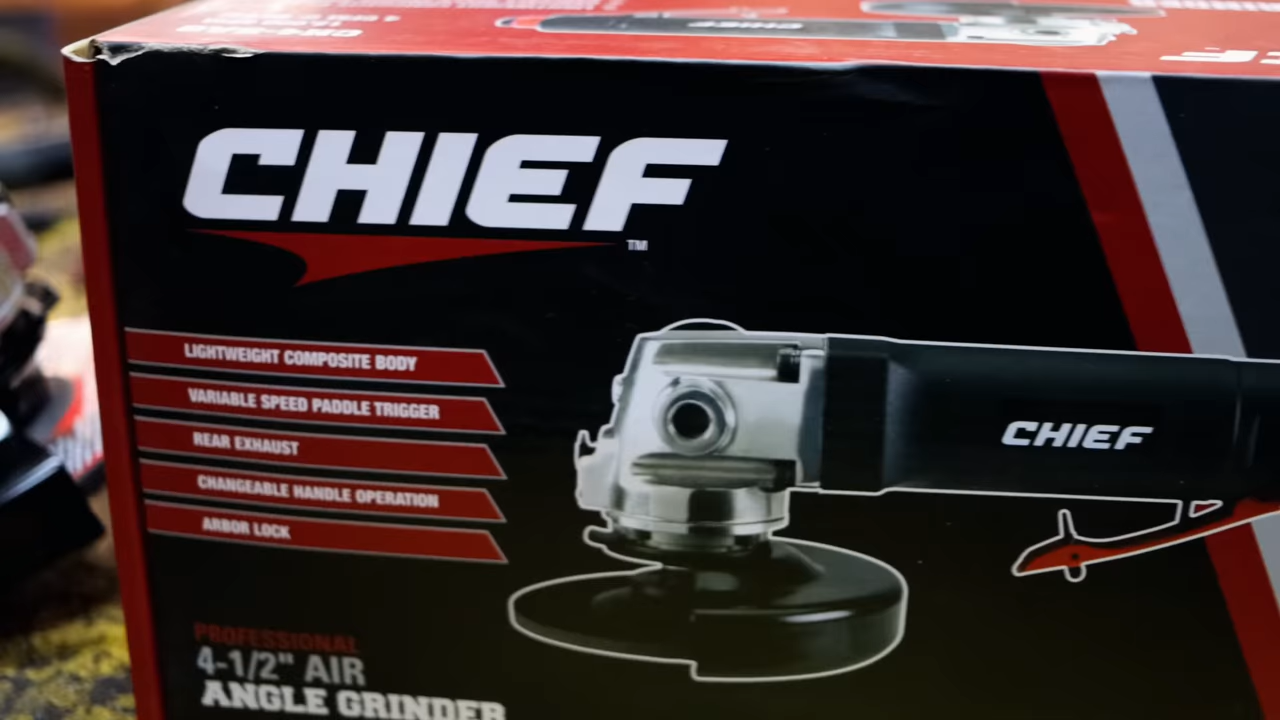 CHIEF
CHIEF
TM
LIGHTWEIGHT COMPOSITE BODY
VARIABLE SPEED PADDLE TRIGGER
REAR EXHAUST
CHANGEABLE HANDLE OPERATION
ARBOR LOCK
CHIEF
PROFESSIONAL
4-1/2" AIR
ANGLE GRINDER